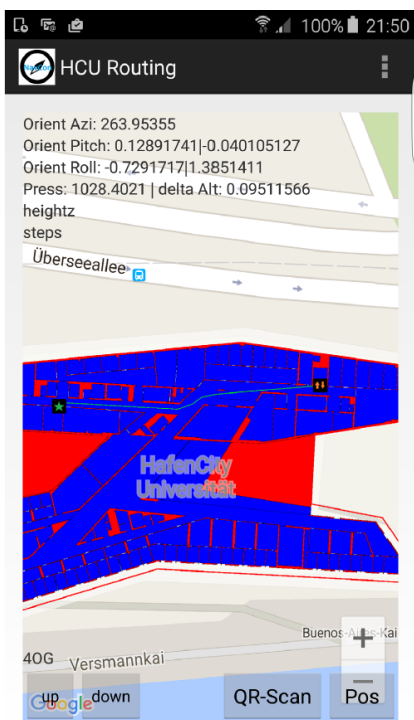 100% 21:50
HCU Routing
Orient Azi: 263.95355
Orient Pitch: 0.12891741|-0.040105127
Orient Roll: -0.7291717|1.3851411
Press: 1028.4021 | delta Alt: 0.09511566
heightz
steps
Überseeallee
HafenCity
Universität
Buenos-Aires-Kai
+
4OG
Versmannkai
−
Google
up
down
QR-Scan
Pos